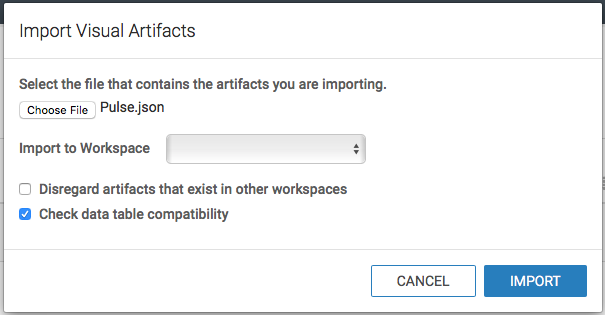 Import Visual Artifacts
Select the file that contains the artifacts you are importing.
Choose File Pulse.json
Import to Workspace
Disregard artifacts that exist in other workspaces
Check data table compatibility
CANCEL IMPORT